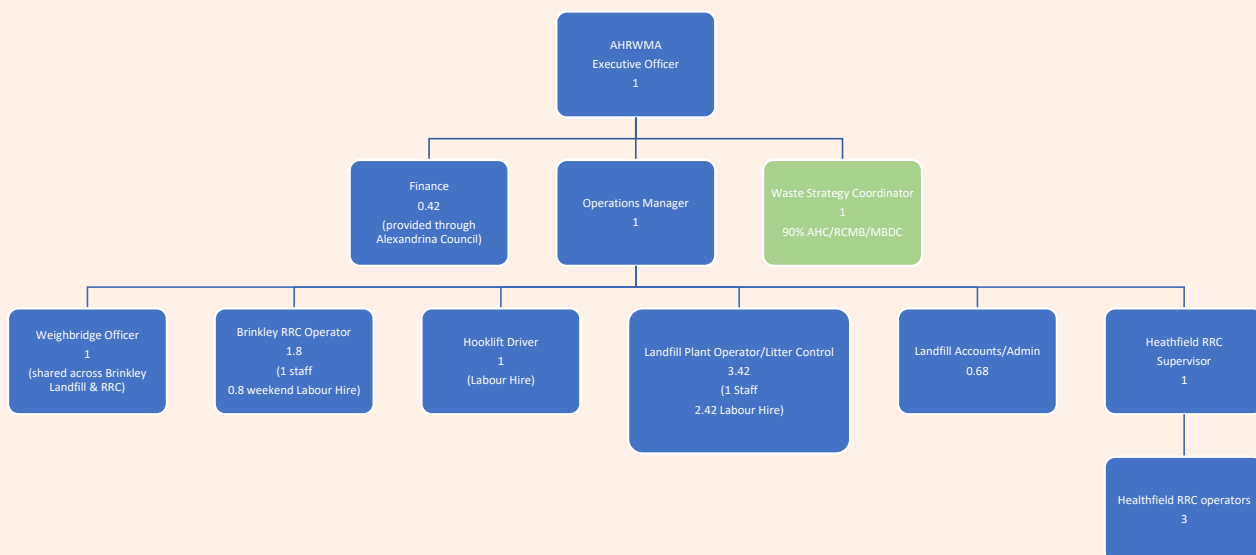 AHRWMA
Executive Officer
1
Finance
0.42
(provided through
Alexandrina Council)
Operations Manager
1
Waste Strategy Coordinator
1
90% AHC/RCMB/MBDC
Weighbridge Officer
1
(shared across Brinkley
Landfill & RRC)
Brinkley RRC Operator
1.8
(1 staff
0.8 weekend Labour Hire)
Hooklift Driver
1
(Labour Hire)
Landfill Plant Operator/Litter Control
3.42
(1 Staff
2.42 Labour Hire)
Landfill Accounts/Admin
0.68
Heathfield RRC
Supervisor
1
Healthfield RRC operators
3